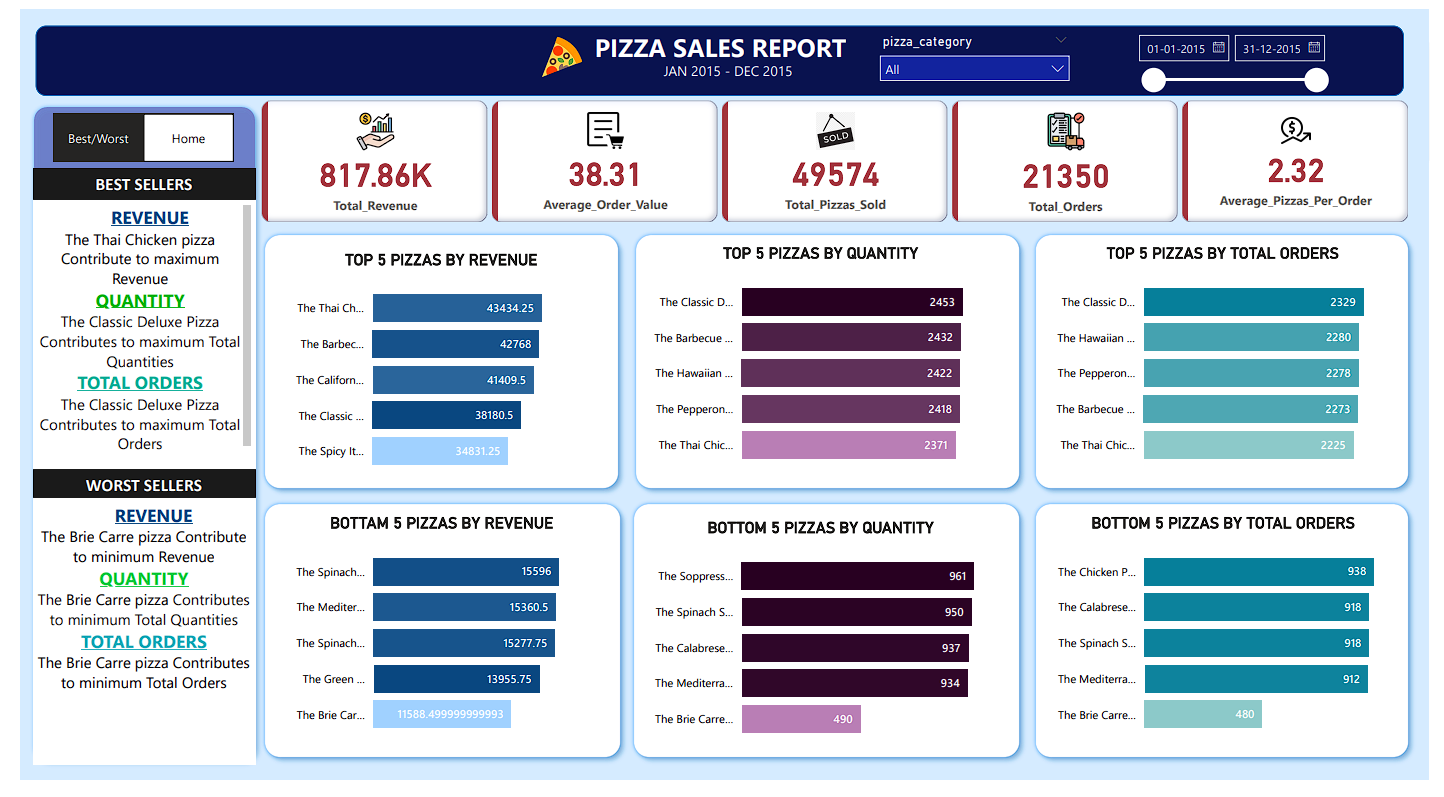 PIZZA SALES REPORT
JAN 2015 - DEC 2015
pizza_category
All
01-01-2015
31-12-2015
Best/Worst
Home
BEST SELLERS
REVENUE
The Thai Chicken pizza
Contribute to maximum
Revenue
QUANTITY
The Classic Deluxe Pizza
Contributes to maximum Total
Quantities
TOTAL ORDERS
The Classic Deluxe Pizza
Contributes to maximum Total
Orders
WORST SELLERS
REVENUE
The Brie Carre pizza Contribute
to minimum Revenue
QUANTITY
The Brie Carre pizza Contributes
to minimum Total Quantities
TOTAL ORDERS
The Brie Carre pizza Contributes
to minimum Total Orders
817.86K
Total_Revenue
38.31
Average_Order_Value
SOLD
49574
Total_Pizzas_Sold
21350
Total_Orders
2.32
Average_Pizzas_Per_Order
TOP 5 PIZZAS BY REVENUE
The Thai Ch... 43434.25
The Barbec... 42768
The Californ... 41409.5
The Classic ... 38180.5
The Spicy It... 34831.25
TOP 5 PIZZAS BY QUANTITY
The Classic D... 2453
The Barbecue ... 2432
The Hawaiian ... 2422
The Pepperon... 2418
The Thai Chic... 2371
TOP 5 PIZZAS BY TOTAL ORDERS
The Classic D... 2329
The Hawaiian ... 2280
The Pepperon... 2278
The Barbecue ... 2273
The Thai Chic... 2225
BOTTAM 5 PIZZAS BY REVENUE
The Spinach... 15596
The Mediter... 15360.5
The Spinach... 15277.75
The Green ... 13955.75
The Brie Car... 11588.499999999993
BOTTOM 5 PIZZAS BY QUANTITY
The Soppress... 961
The Spinach S... 950
The Calabrese... 937
The Mediterra... 934
The Brie Carre... 490
BOTTOM 5 PIZZAS BY TOTAL ORDERS
The Chicken P... 938
The Calabrese... 918
The Spinach S... 918
The Mediterra... 912
The Brie Carre... 480